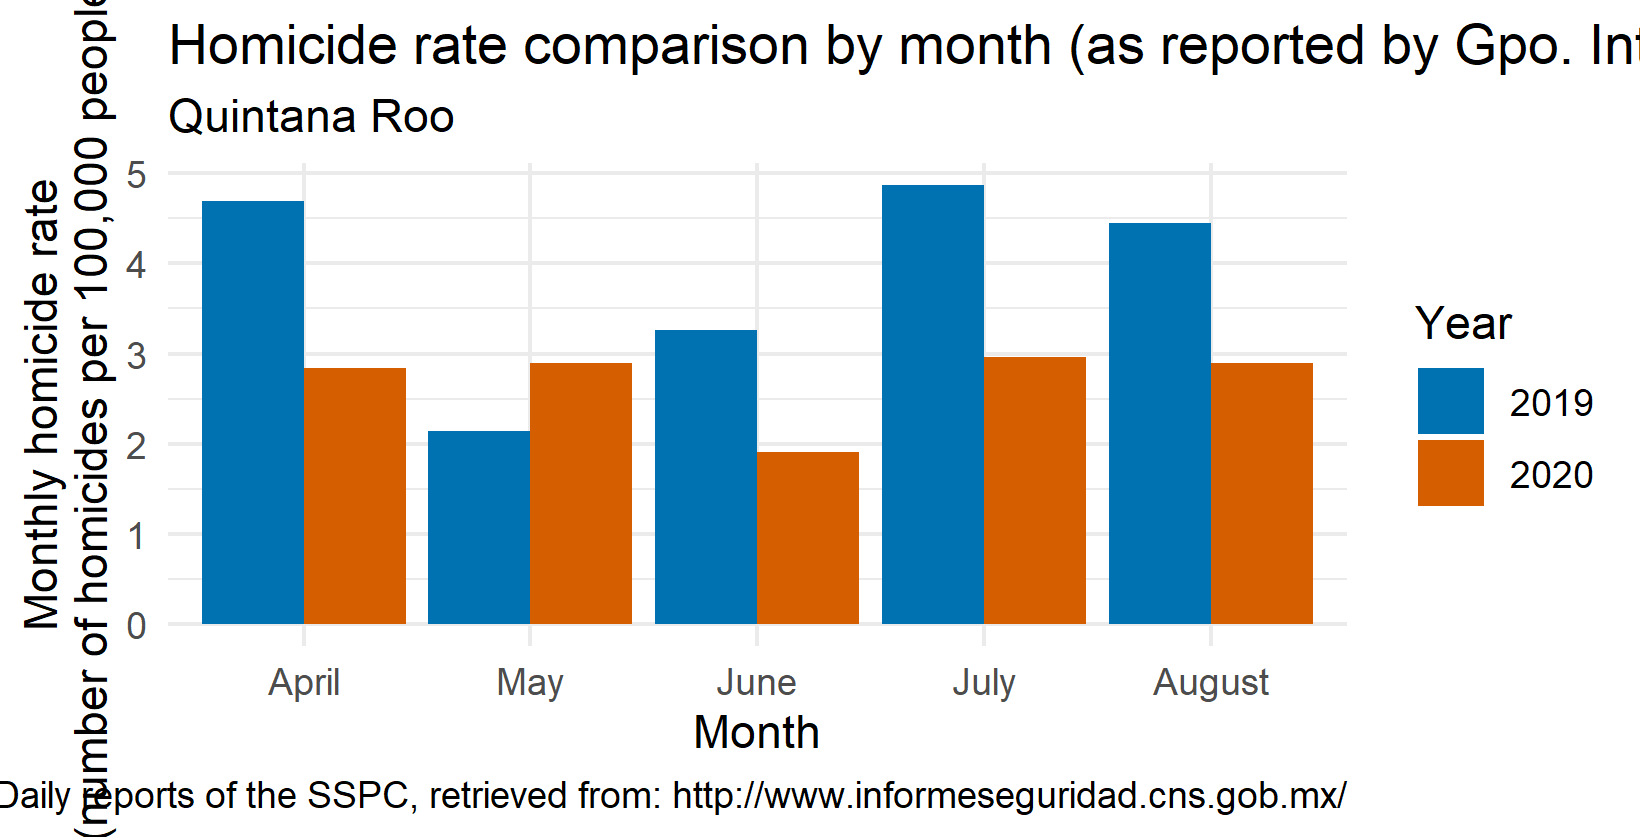 Homicide rate comparison by month (as reported by Gpo.
Quintana Roo
Monthly homicide rate
(number of homicides per 100,000 people
5
4
3
2
1
0
April May June July August
Month
Year
2019
2020
Daily reports of the SSPC, retrieved from: http://www.informeseguridad.cns.gob.mx/